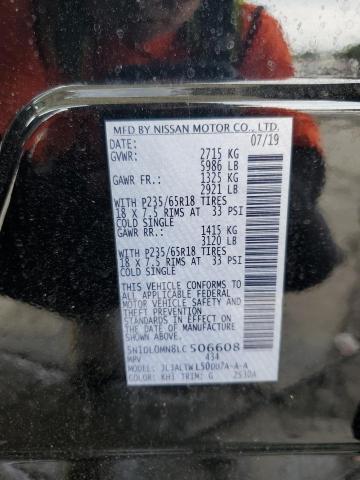 MFD BY NISSAN MOTOR CO., LTD.
DATE: 07/19
GVWR: 2715 KG
5986 LB
GAWR FR.: 1325 KG
2921 LB
WITH P235/65R18 TIRES
18 X 7.5 RIMS AT 33 PSI
COLD SINGLE
GAWR RR.: 1415 KG
3120 LB
WITH P235/65R18 TIRES
18 X 7.5 RIMS AT 33 PSI
COLD SINGLE
THIS VEHICLE CONFORMS TO
ALL APPLICABLE U.S. FEDERAL
MOTOR VEHICLE SAFETY AND
THEFT PREVENTION
STANDARDS IN EFFECT ON THE
DATE OF MANUFACTURE
SHOWN ABOVE.
5N1DL0MN8LC506608
MPV 434
MODEL:
COLOR: KH3 TRIM: G